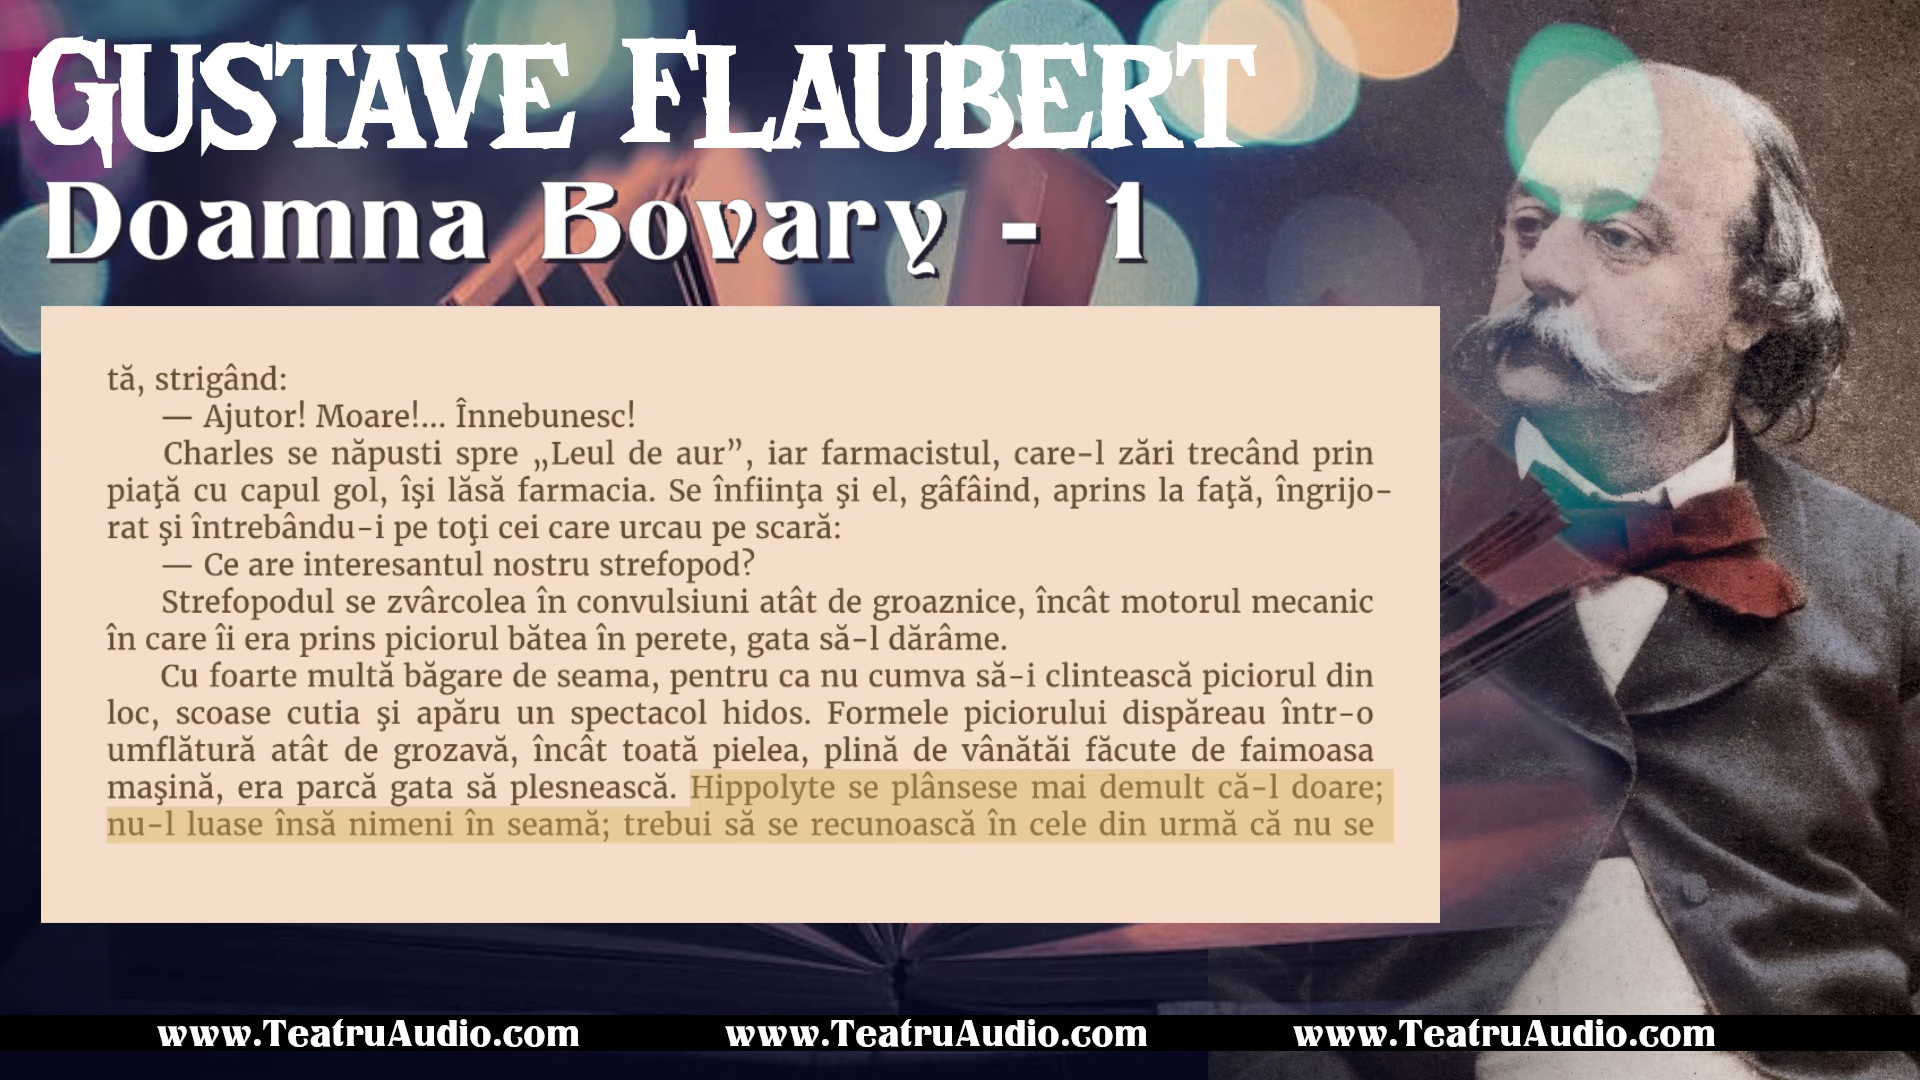 GUSTAVE FLAUBERT
Doamna Bovary - 1
tă, strigând:
— Ajutor! Moare!... Înnebunesc!
Charles se năpusti spre „Leul de aur”, iar farmacistul, care-l zări trecând prin
piaţă cu capul gol, îşi lăsă farmacia. Se înfiinţa şi el, gâfâind, aprins la faţă, îngrijo-
rat şi întrebându-i pe toţi cei care urcau pe scară:
— Ce are interesantul nostru strefopod?
Strefopodul se zvârcolea în convulsiuni atât de groaznice, încât motorul mecanic
în care îi era prins piciorul bătea în perete, gata să-l dărâme.
Cu foarte multă băgare de seama, pentru ca nu cumva să-i clintească piciorul din
loc, scoase cutia şi apăru un spectacol hidos. Formele piciorului dispăreau într-o
umflătură atât de grozavă, încât toată pielea, plină de vânătăi făcute de faimoasa
maşină, era parcă gata să plesnească. Hippolyte se plânsese mai demult că-l doare;
nu-l luase însă nimeni în seamă; trebui să se recunoască în cele din urmă că nu se
www.TeatruAudio.com www.TeatruAudio.com www.TeatruAudio.com